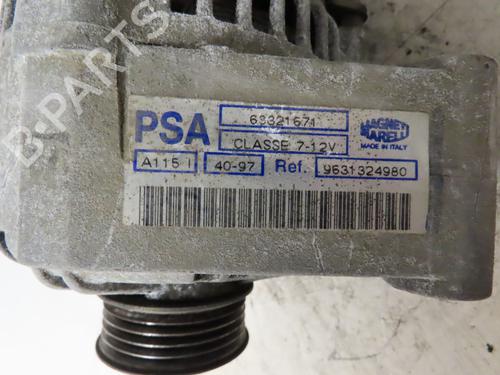 B-PARTS
PSA
63321671
MAGNETI
MARELLI
MADE IN ITALY
CLASSE 7-12V
A115 I
40-97
Ref.
9631324980